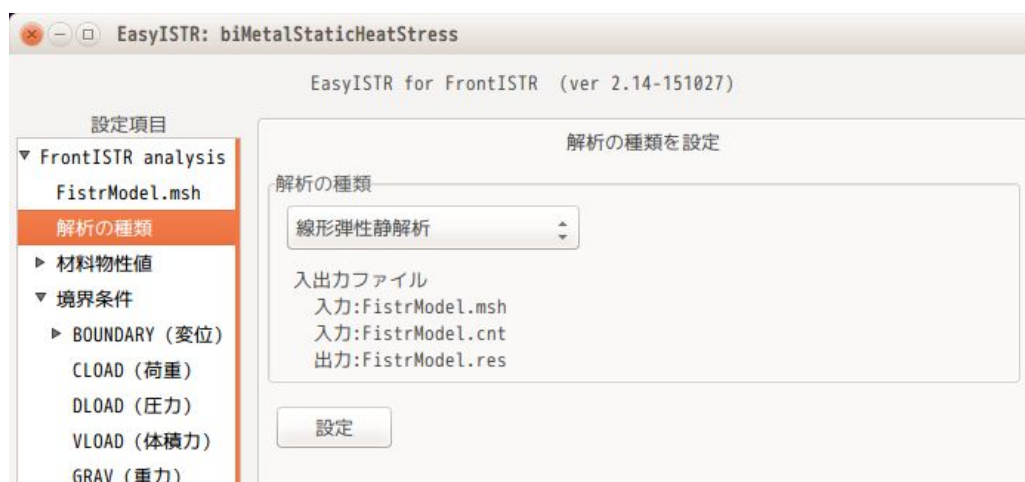 EasyISTR: biMetalStaticHeatStress
EasyISTR for FrontISTR (ver 2.14-151027)
設定項目
FrontISTR analysis
FistrModel.msh
解析の種類
材料物性値
境界条件
BOUNDARY (変位)
CLOAD (荷重)
DLOAD (圧力)
VLOAD (体積力)
GRAV (重力)
解析の種類を設定
解析の種類
線形弾性静解析
入出力ファイル
入力:FistrModel.msh
入力:FistrModel.cnt
出力:FistrModel.res
設定